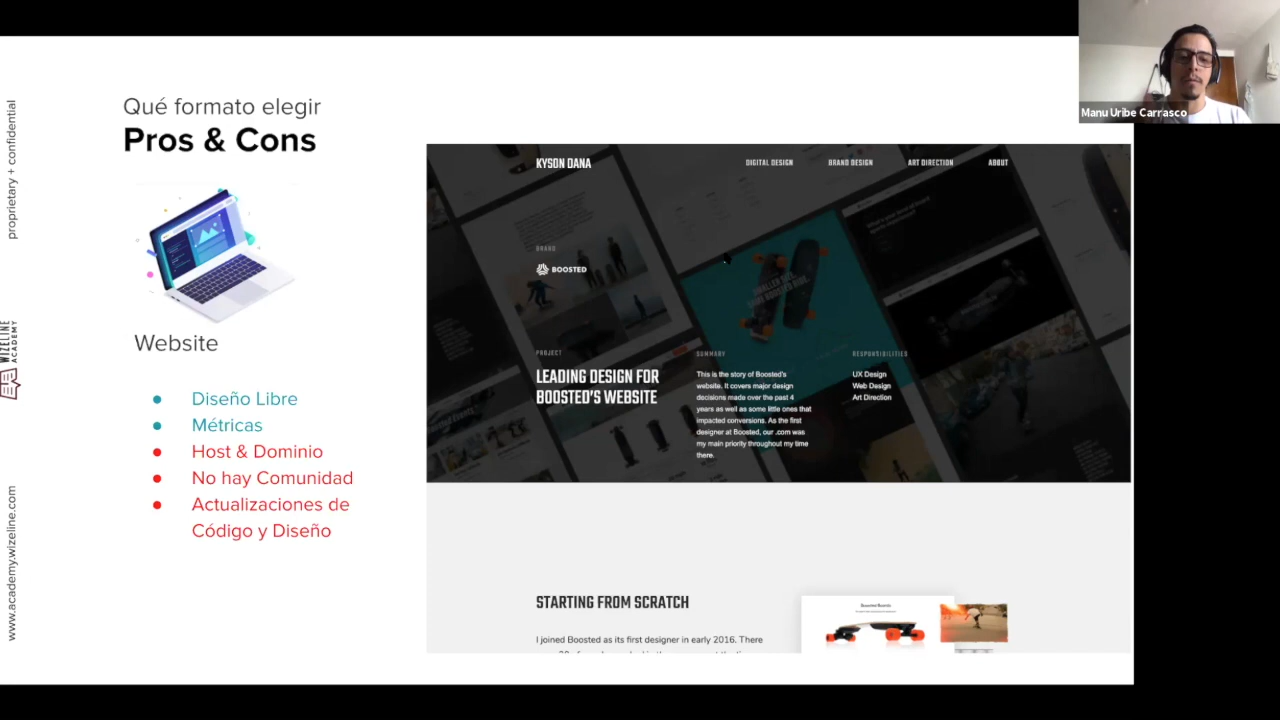 Qué formato elegir
Pros & Cons
Website
Diseño Libre
Métricas
Host & Dominio
No hay Comunidad
Actualizaciones de
Código y Diseño
proprietary + confidential
WIZELINE
ACADEMY
www.academy.wizeline.com
KYSON DANA
DIGITAL DESIGN
BRAND DESIGN
ART DIRECTION
ABOUT
BRAND
BOOSTED
PROJECT
LEADING DESIGN FOR
BOOSTED'S WEBSITE
SUMMARY
This is the story of Boosted's
website. It covers major design
decisions made over the past 4
years as well as some little ones that
impacted conversions. As the first
designer at Boosted, our .com was
my main priority throughout my time
there.
RESPONSIBILITIES
UX Design
Web Design
Art Direction
STARTING FROM SCRATCH
I joined Boosted as its first designer in early 2016. There
Boosted Boards
Manu Uribe Carrasco